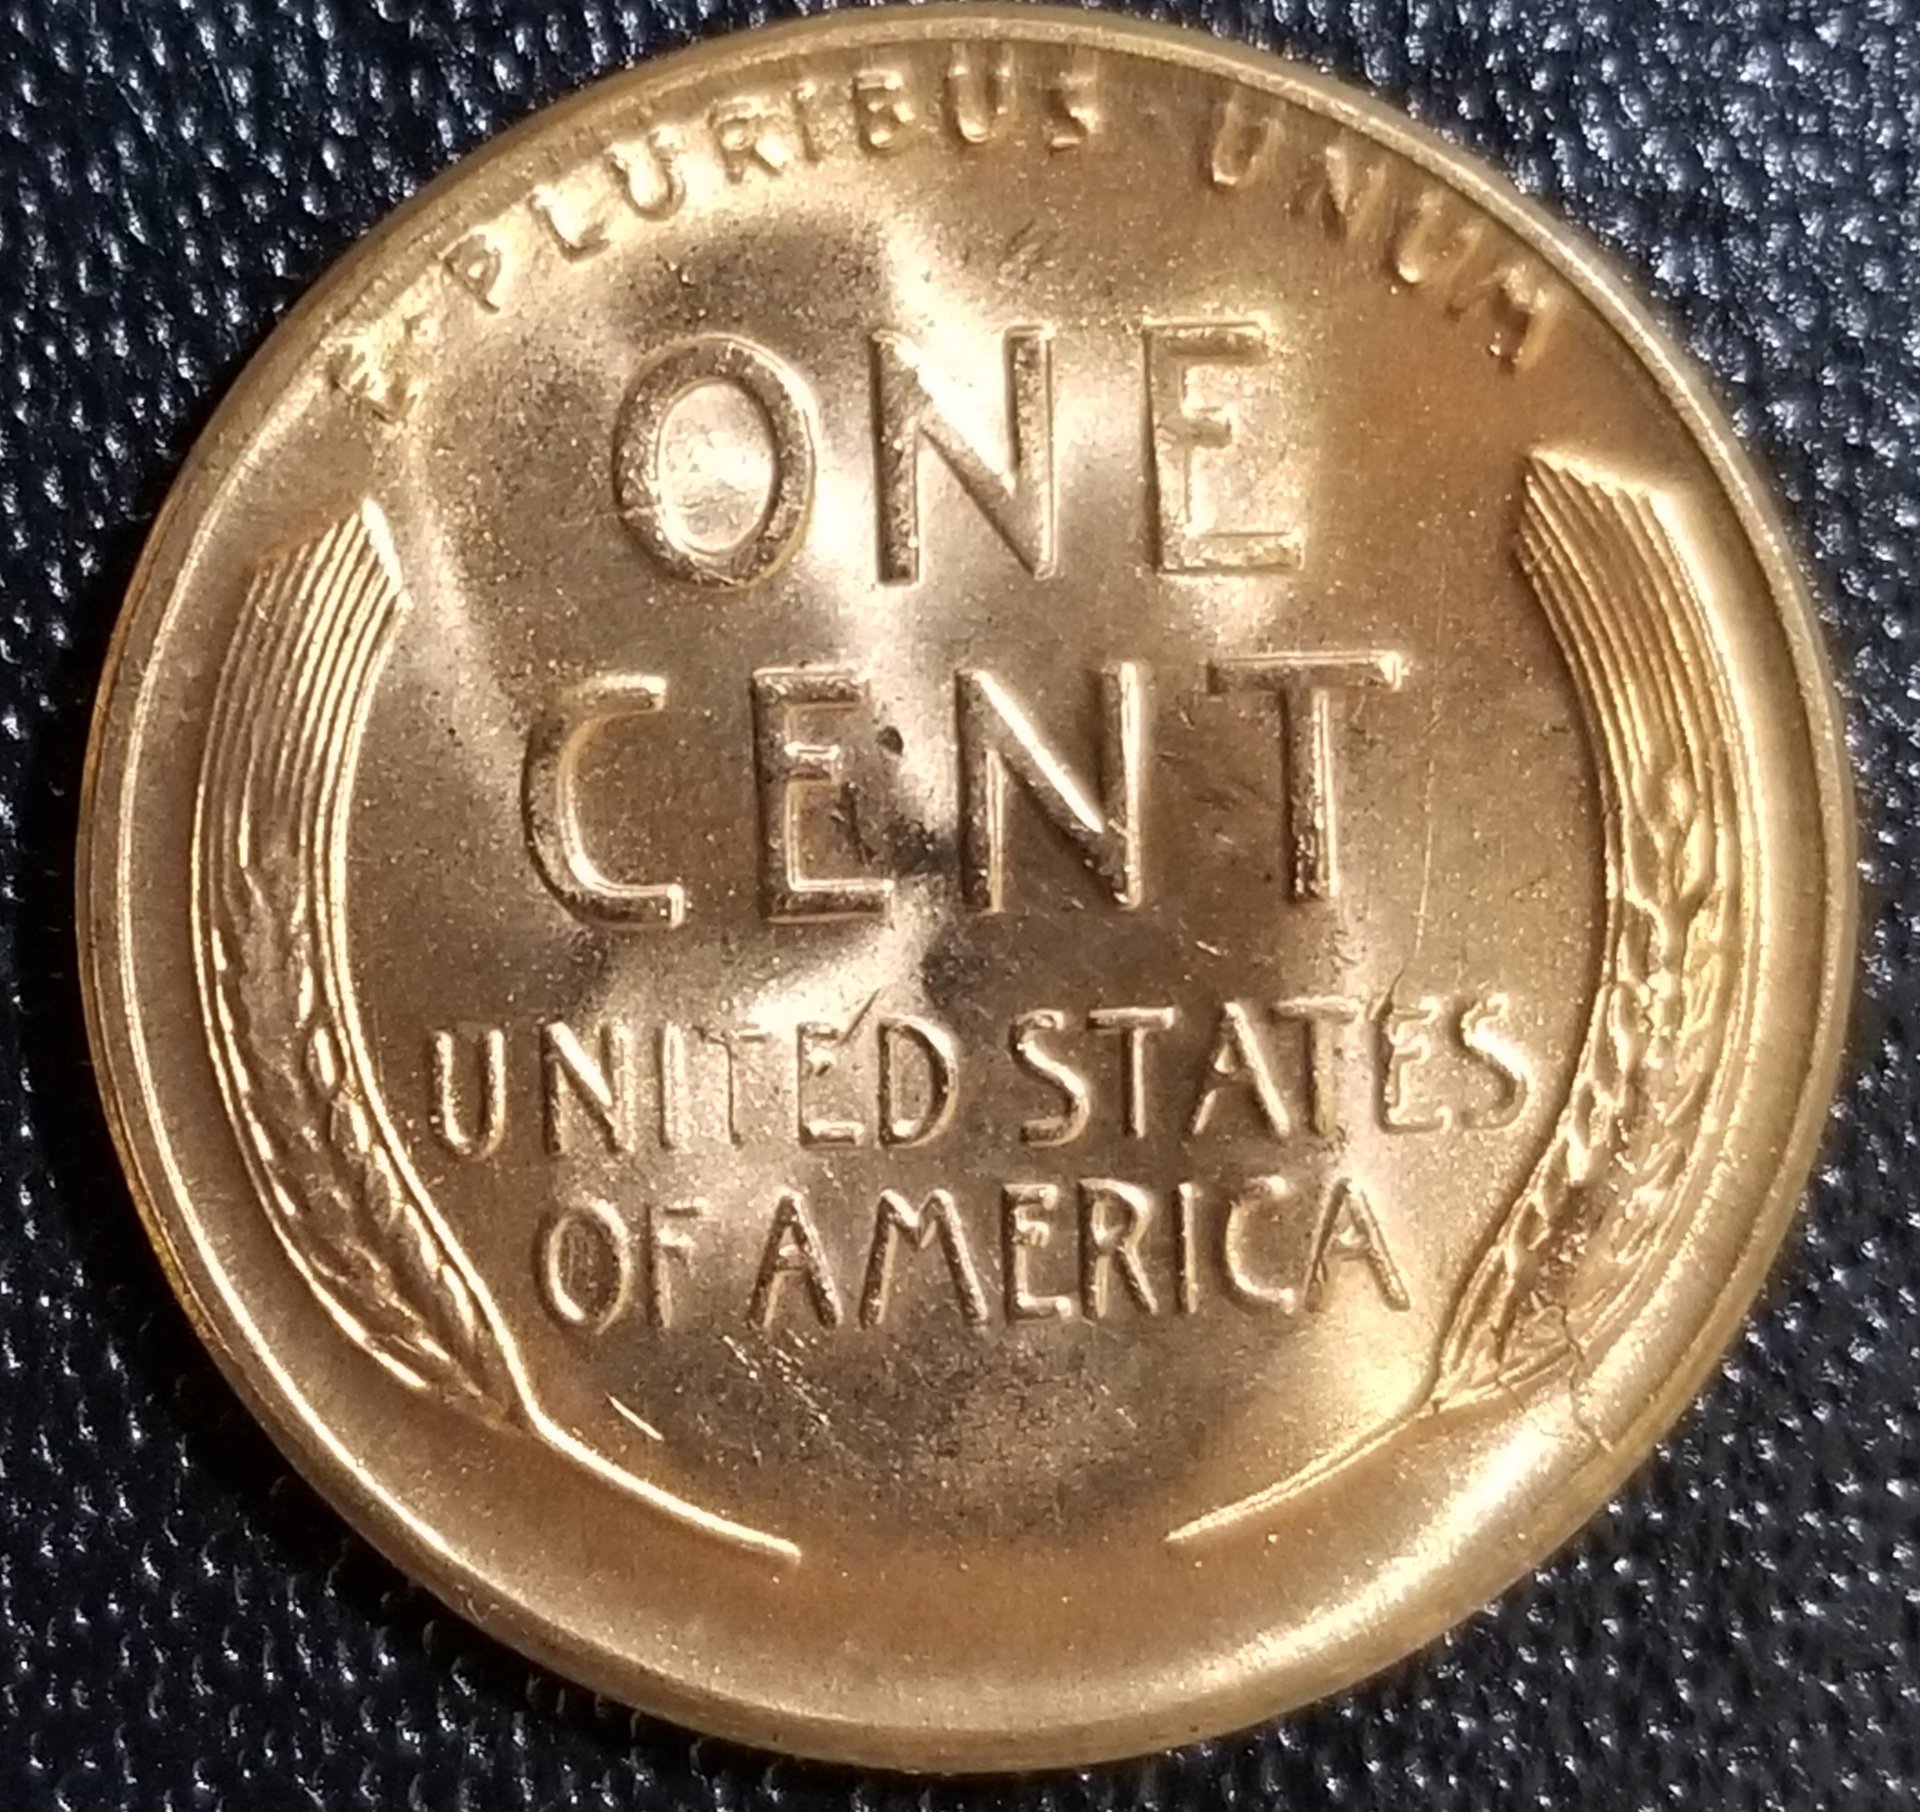 E·PLURIBUS·UNUM
ONE
CENT
UNITED STATES
OF AMERICA